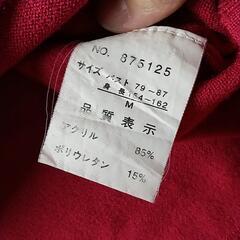 NO. 875125
サイズ バスト 79-87
身長 154-162
M
品質表示
アクリル 85%
ポリウレタン 15%